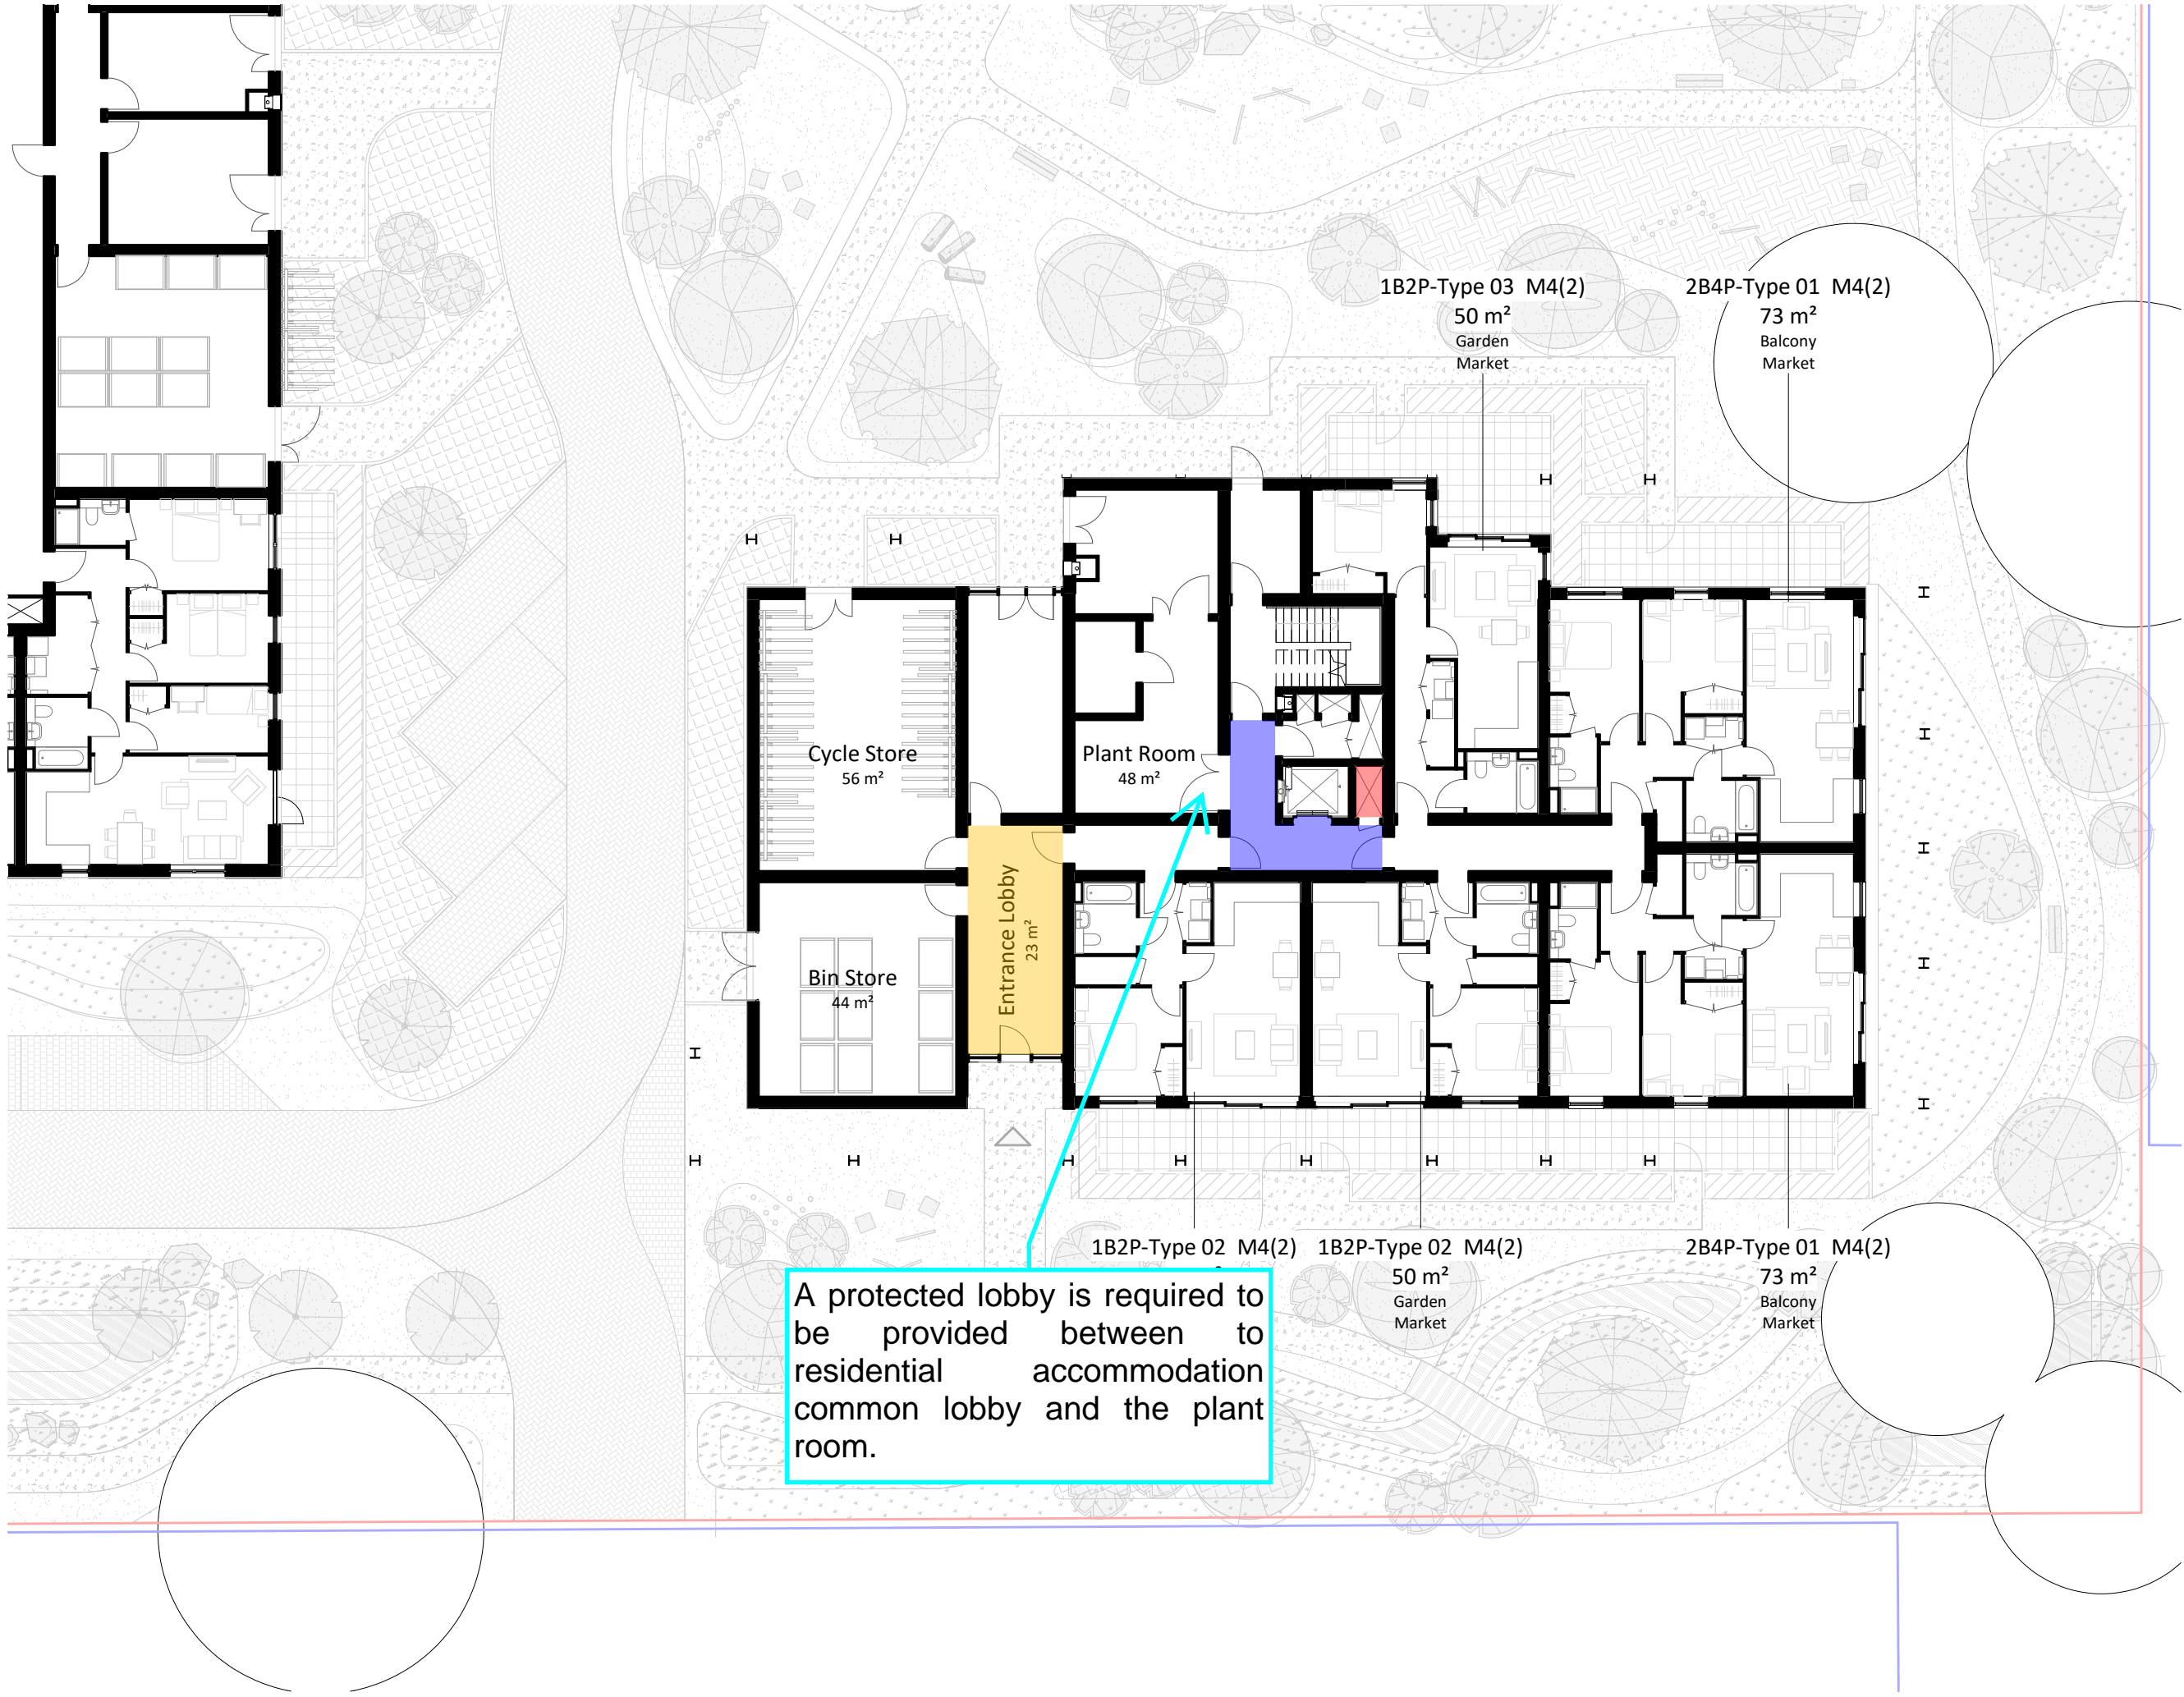 1B2P-Type 03 M4(2)
50 m²
Garden
Market
2B4P-Type 01 M4(2)
73 m²
Balcony
Market
Cycle Store
56 m²
Plant Room
48 m²
Entrance Lobby
23 m²
Bin Store
44 m²
1B2P-Type 02 M4(2)
1B2P-Type 02 M4(2)
50 m²
Garden
Market
2B4P-Type 01 M4(2)
73 m²
Balcony
Market
A protected lobby is required to
be provided between to
residential accommodation
common lobby and the plant
room.